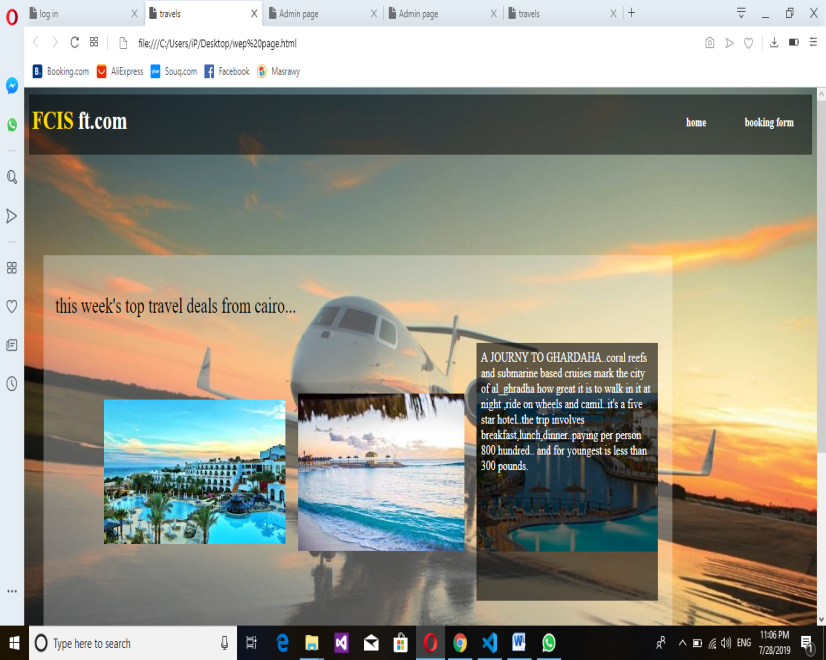 log in
travels
Admin page
Admin page
travels
file:///C:/Users/iP/Desktop/wep%20page.html
B. Booking.com
AliExpress
Souq.com
Facebook
Masrawy
FCIS ft.com
home
booking form
this week's top travel deals from cairo...
A JOURNY TO GHARDAHA..coral reefs
and submarine based cruises mark the city
of al_ghradha how great it is to walk in it at
night ,ride on wheels and camil..it's a five
star hotel..the trip involves
breakfast,lunch,dinner..paying per person
800 hundred.. and for youngest is less than
300 pounds.
Type here to search
ENG
11:06 PM
7/28/2019
1